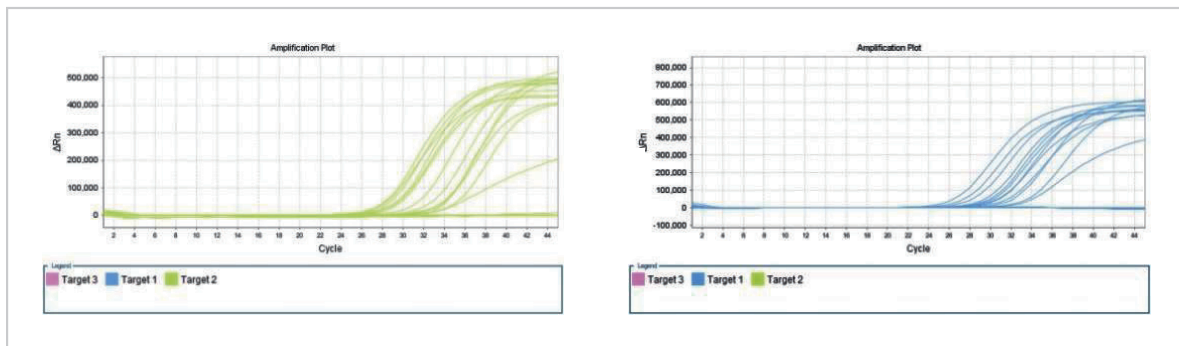 Amplification Plot
ΔRn
500,000
400,000
300,000
200,000
100,000
0
2 4 6 8 10 12 14 16 18 20 22 24 26 28 30 32 34 36 38 40 42 44
Cycle
Legend
Target 3 Target 1 Target 2
Amplification Plot
800,000
700,000
600,000
500,000
400,000
300,000
200,000
100,000
0
-100,000
2 4 6 8 10 12 14 16 18 20 22 24 26 28 30 32 34 36 38 40 42 44
Cycle
Legend
Target 3 Target 1 Target 2